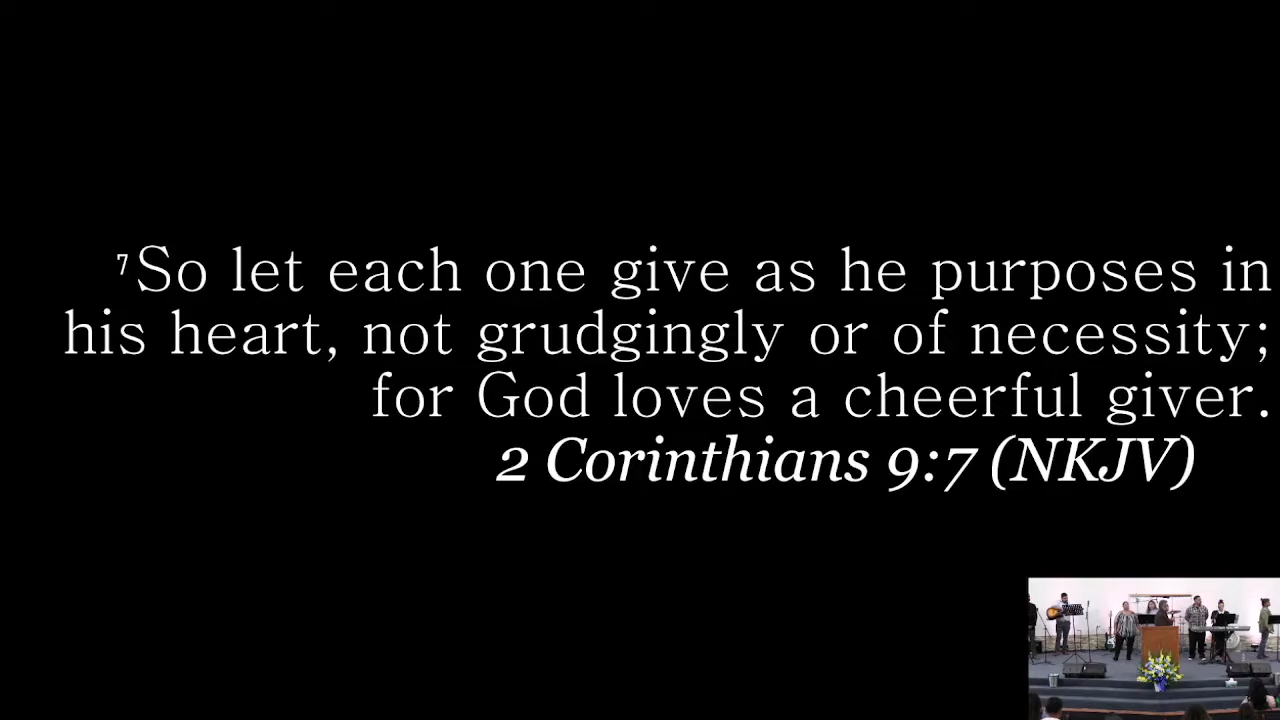 ⁷So let each one give as he purposes in
his heart, not grudgingly or of necessity;
for God loves a cheerful giver.
2 Corinthians 9:7 (NKJV)